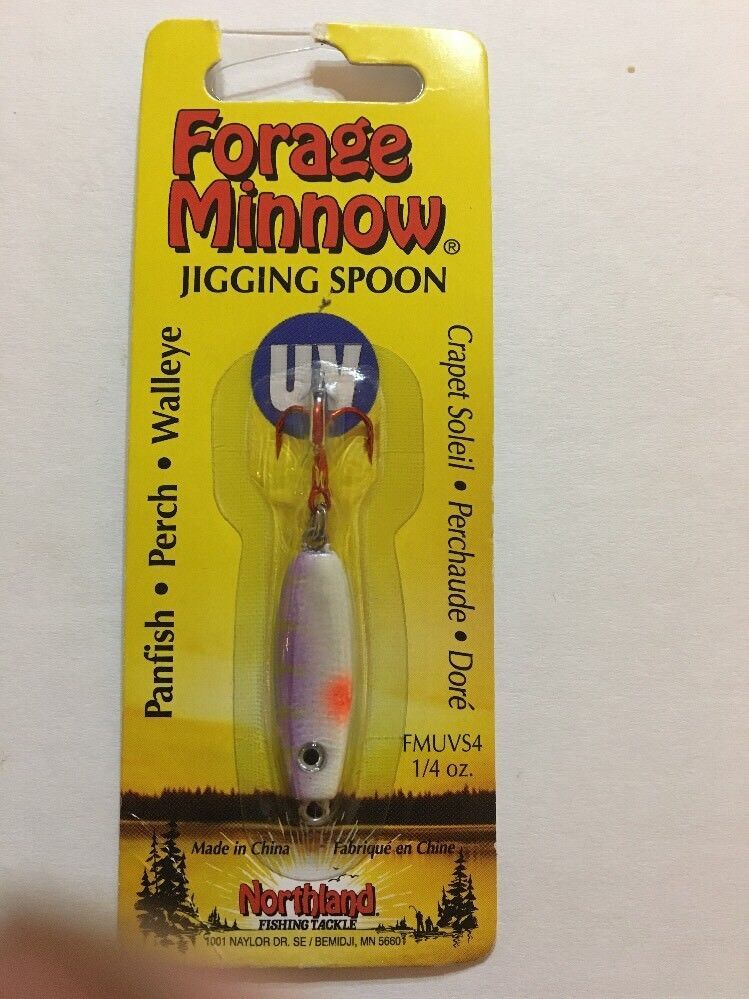 Forage
Minnow®
JIGGING SPOON
UV
Panfish • Perch • Walleye
Crapet Soleil • Perchaude • Doré
FMUVS4
1/4 oz.
Made in China
Fabriqué en Chine
Northland
FISHING TACKLE
1001 NAYLOR DR. SE / BEMIDJI, MN 56601